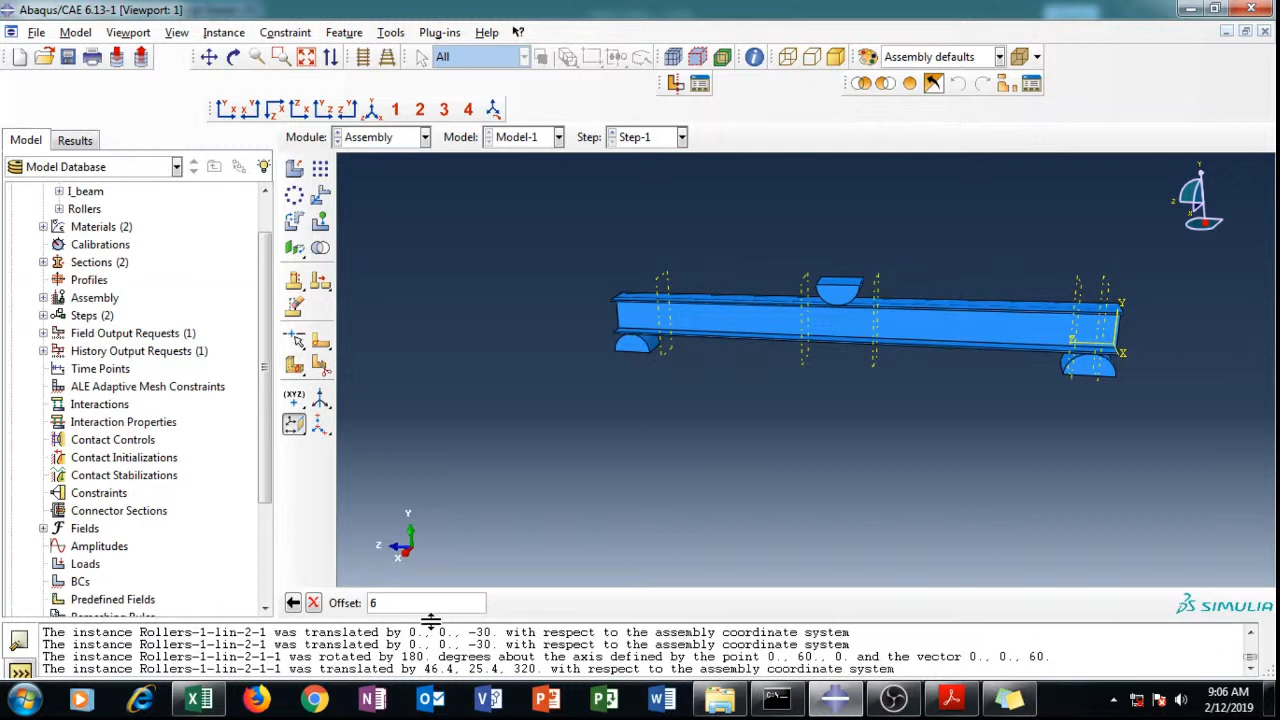 Abaqus/CAE 6.13-1 [Viewport: 1]
File Model Viewport View Instance Constraint Feature Tools Plug-ins Help
All
Assembly defaults
1 2 3 4
Model Results
Module: Assembly Model: Model-1 Step: Step-1
Model Database
I_beam
Rollers
Materials (2)
Calibrations
Sections (2)
Profiles
Assembly
Steps (2)
Field Output Requests (1)
History Output Requests (1)
Time Points
ALE Adaptive Mesh Constraints
Interactions
Interaction Properties
Contact Controls
Contact Initializations
Contact Stabilizations
Constraints
Connector Sections
Fields
Amplitudes
Loads
BCs
Predefined Fields
Remeshing Rules
(XYZ)
Y
Z
X
Y
X
Z
Y
Z
X
Offset: 6
SIMULIA
The instance Rollers-1-lin-2-1 was translated by 0., 0., -30. with respect to the assembly coordinate system
The instance Rollers-1-lin-2-1 was translated by 0., 0., -30. with respect to the assembly coordinate system
The instance Rollers-1-lin-2-1-1 was rotated by 180. degrees about the axis defined by the point 0., 60., 0. and the vector 0., 0., 60.
The instance Rollers-1-lin-2-1-1 was translated by 46.4, 25.4, 320. with respect to the assembly coordinate system
9:06 AM
2/12/2019